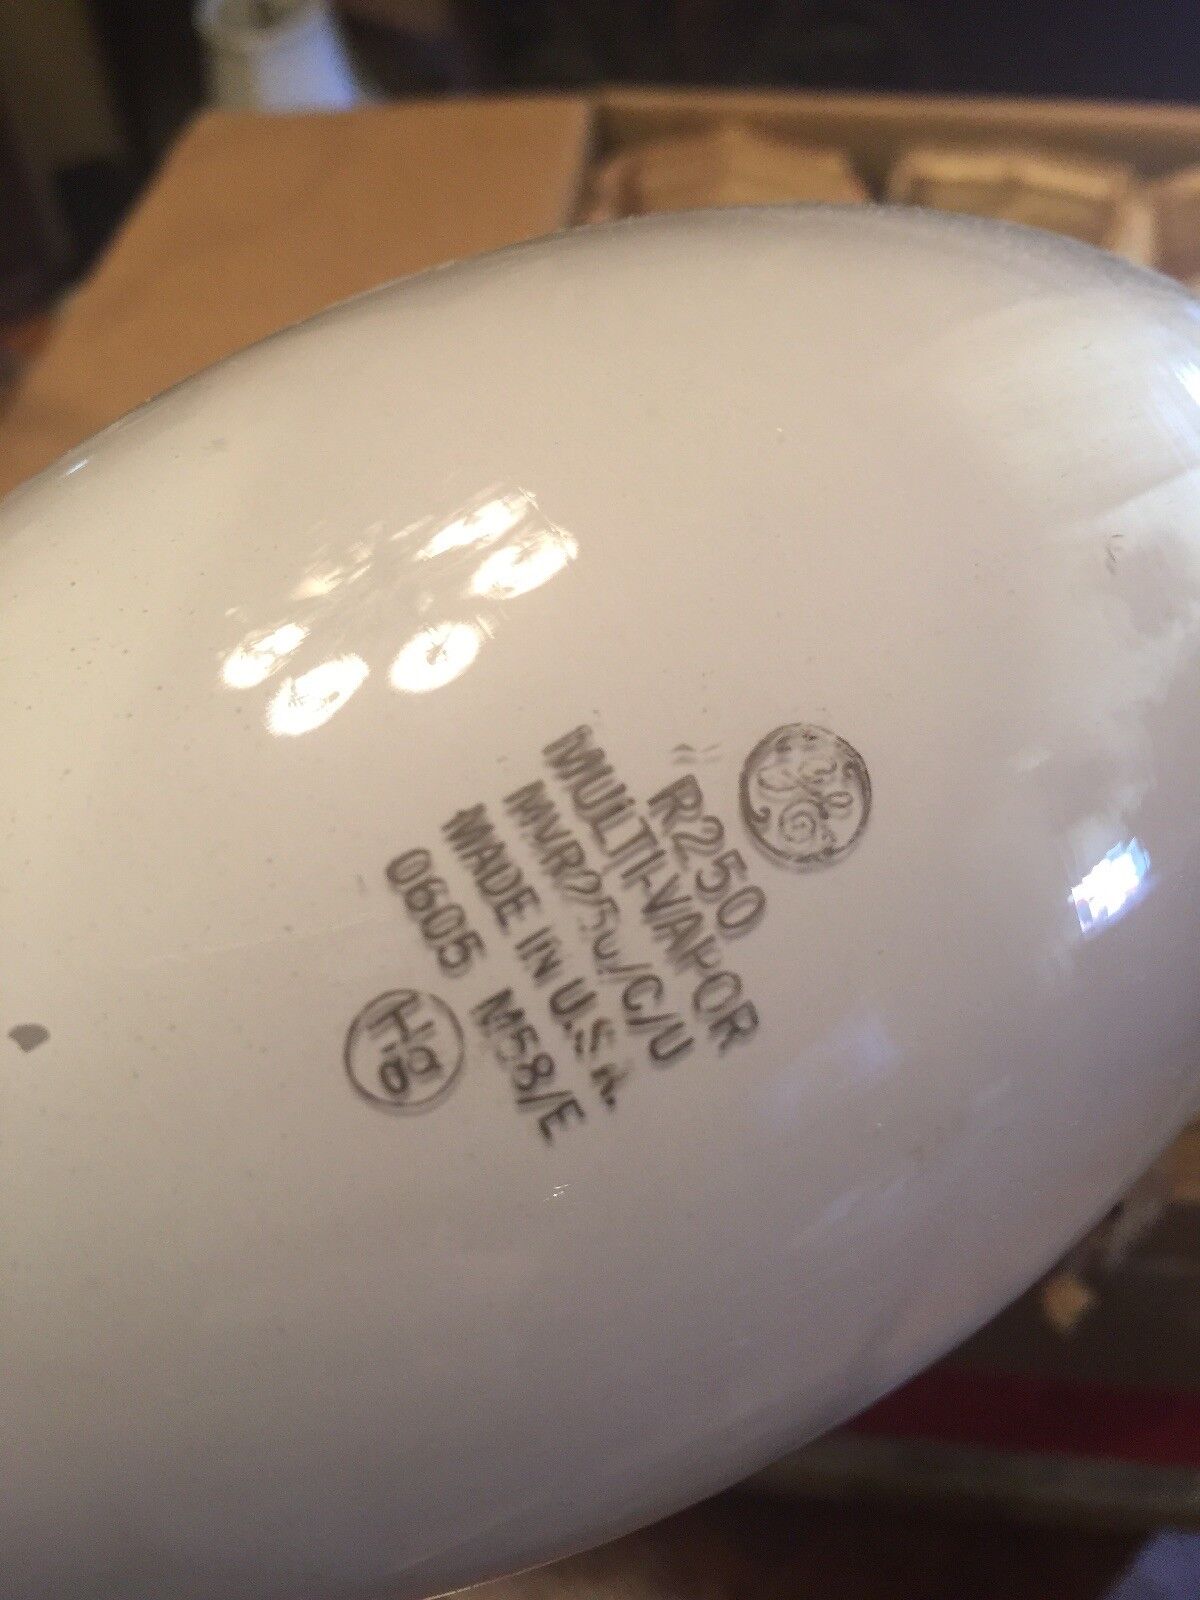 GE
R250
MULTI-VAPOR
MVR250/C/U
MADE IN U.S.A.
0605 M58/E
Hg